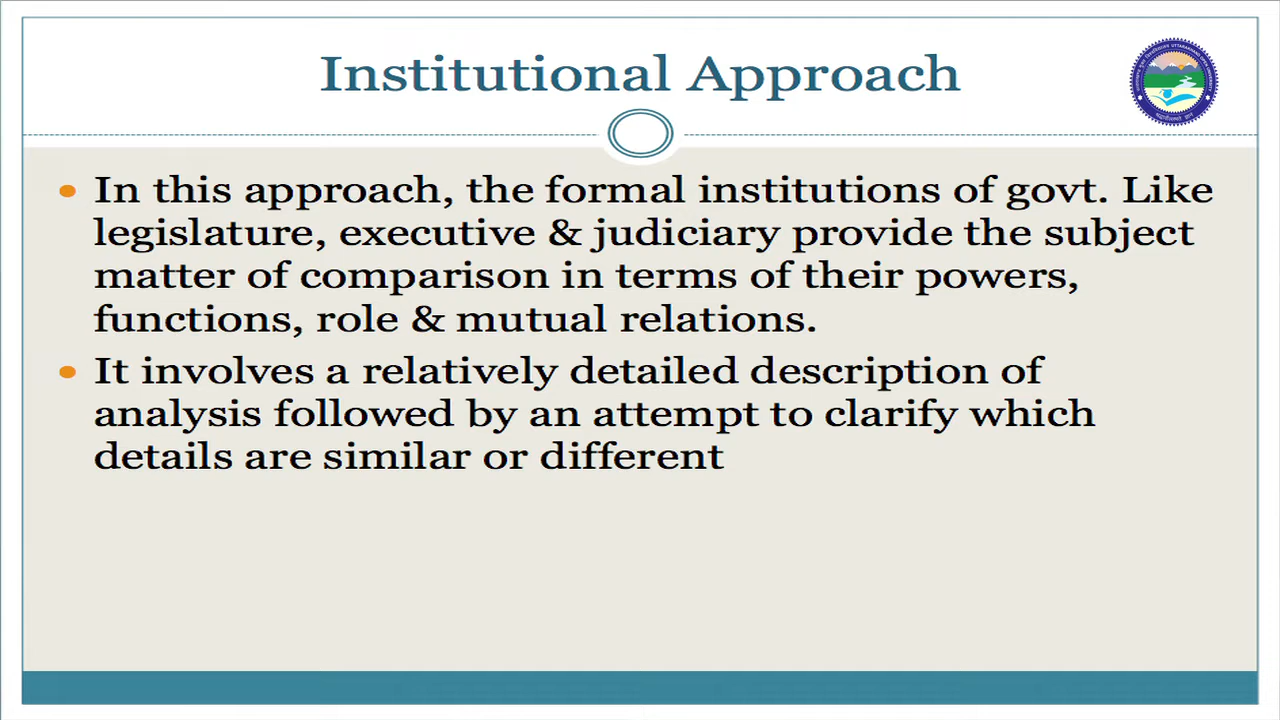 Institutional Approach
In this approach, the formal institutions of govt. Like
legislature, executive & judiciary provide the subject
matter of comparison in terms of their powers,
functions, role & mutual relations.
It involves a relatively detailed description of
analysis followed by an attempt to clarify which
details are similar or different